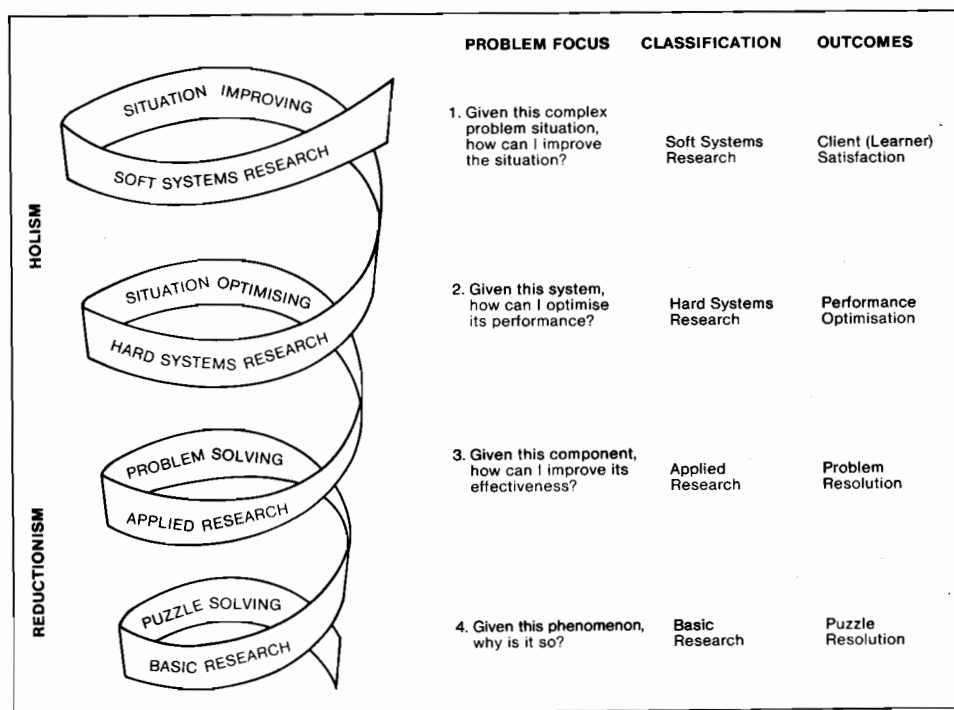 PROBLEM FOCUS CLASSIFICATION OUTCOMES
SITUATION IMPROVING
SOFT SYSTEMS RESEARCH
1. Given this complex
problem situation,
how can I improve
the situation?
Soft Systems
Research
Client (Learner)
Satisfaction
HOLISM
SITUATION OPTIMISING
HARD SYSTEMS RESEARCH
2. Given this system,
how can I optimise
its performance?
Hard Systems
Research
Performance
Optimisation
PROBLEM SOLVING
APPLIED RESEARCH
3. Given this component,
how can I improve its
effectiveness?
Applied
Research
Problem
Resolution
REDUCTIONISM
PUZZLE SOLVING
BASIC RESEARCH
4. Given this phenomenon,
why is it so?
Basic
Research
Puzzle
Resolution